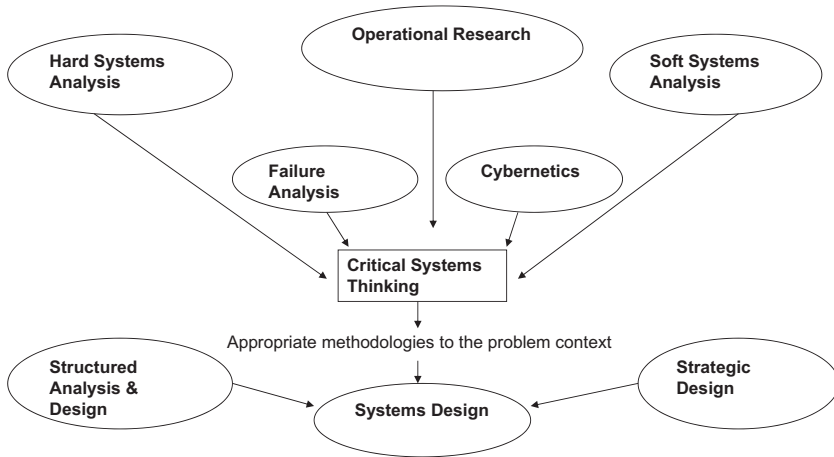 Operational Research
Hard Systems
Analysis
Soft Systems
Analysis
Failure
Analysis
Cybernetics
Critical Systems
Thinking
Appropriate methodologies to the problem context
Structured
Analysis &
Design
Strategic
Design
Systems Design